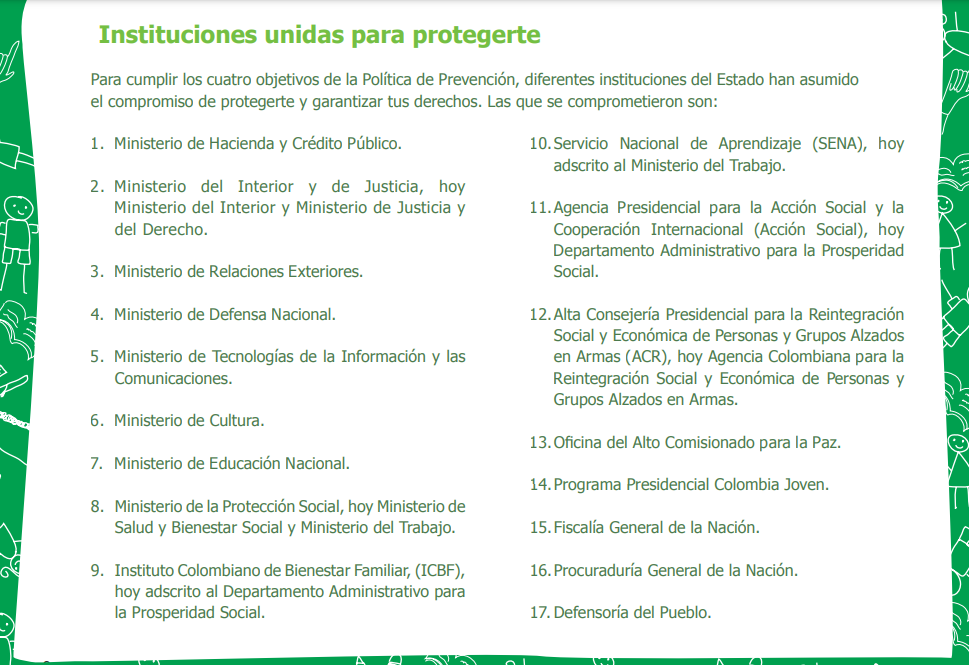 Instituciones unidas para protegerte
Para cumplir los cuatro objetivos de la Política de Prevención, diferentes instituciones del Estado han asumido
el compromiso de protegerte y garantizar tus derechos. Las que se comprometieron son:
1. Ministerio de Hacienda y Crédito Público.
2. Ministerio del Interior y de Justicia, hoy
Ministerio del Interior y Ministerio de Justicia y
del Derecho.
3. Ministerio de Relaciones Exteriores.
4. Ministerio de Defensa Nacional.
5. Ministerio de Tecnologías de la Información y las
Comunicaciones.
6. Ministerio de Cultura.
7. Ministerio de Educación Nacional.
8. Ministerio de la Protección Social, hoy Ministerio de
Salud y Bienestar Social y Ministerio del Trabajo.
9. Instituto Colombiano de Bienestar Familiar, (ICBF),
hoy adscrito al Departamento Administrativo para
la Prosperidad Social.
10. Servicio Nacional de Aprendizaje (SENA), hoy
adscrito al Ministerio del Trabajo.
11. Agencia Presidencial para la Acción Social y la
Cooperación Internacional (Acción Social), hoy
Departamento Administrativo para la Prosperidad
Social.
12. Alta Consejería Presidencial para la Reintegración
Social y Económica de Personas y Grupos Alzados
en Armas (ACR), hoy Agencia Colombiana para la
Reintegración Social y Económica de Personas y
Grupos Alzados en Armas.
13. Oficina del Alto Comisionado para la Paz.
14. Programa Presidencial Colombia Joven.
15. Fiscalía General de la Nación.
16. Procuraduría General de la Nación.
17. Defensoría del Pueblo.